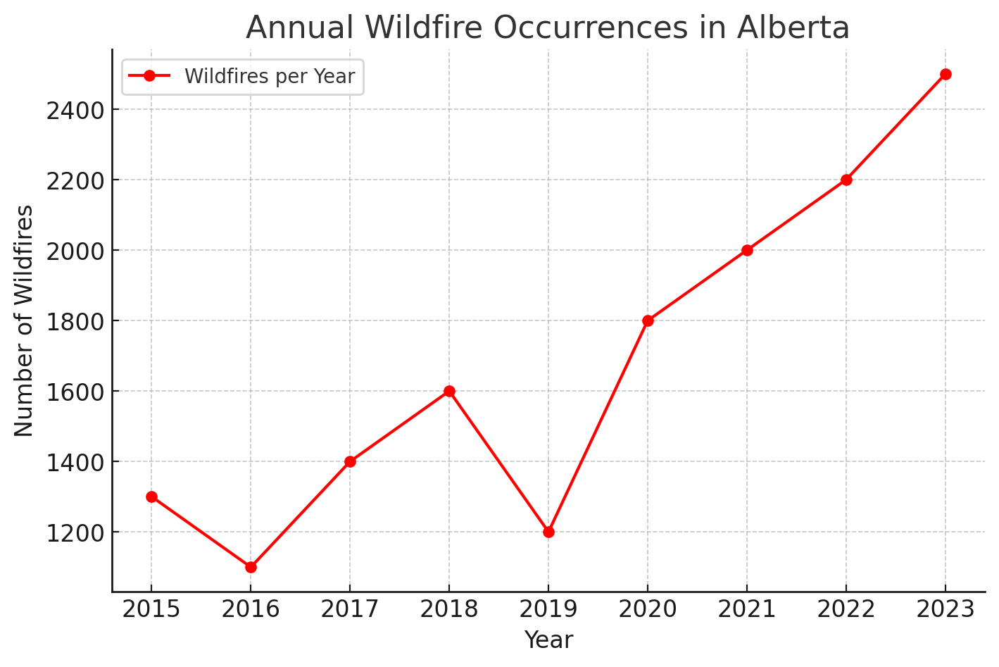 Annual Wildfire Occurrences in Alberta
Wildfires per Year
2400
2200
2000
1800
1600
1400
1200
Number of Wildfires
2015 2016 2017 2018 2019 2020 2021 2022 2023
Year